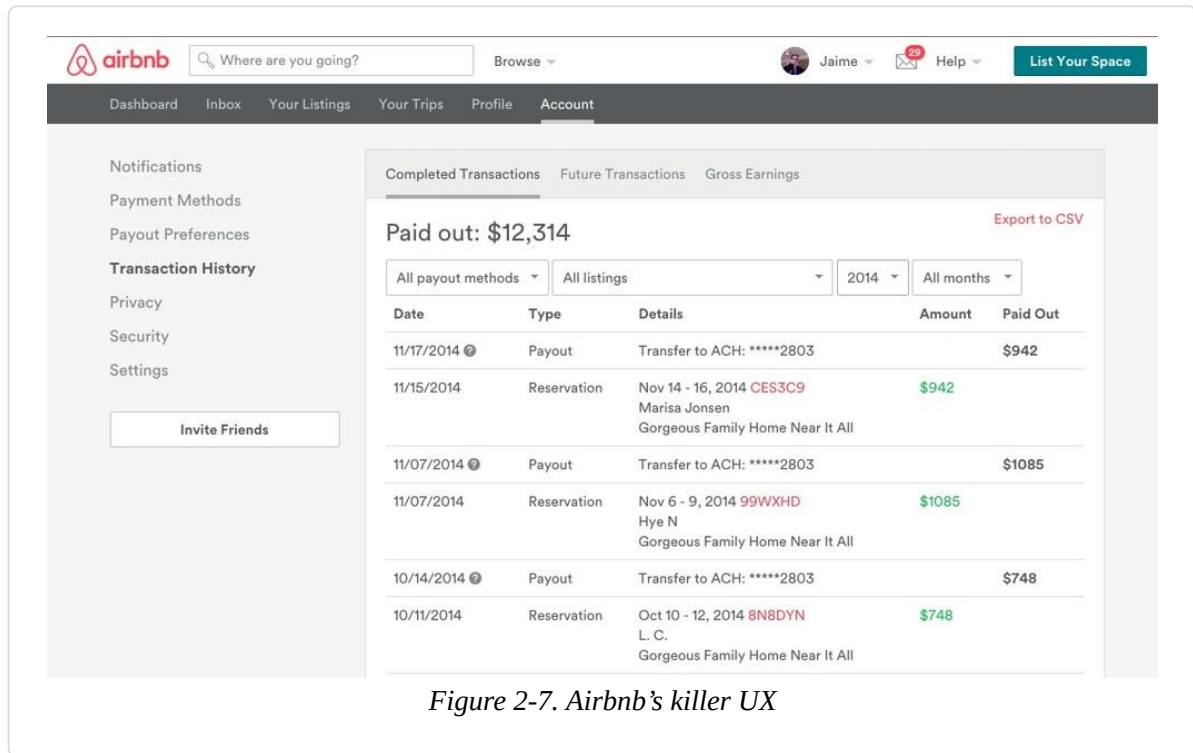 airbnb Where are you going? Browse Jaime 29 Help List Your Space
Dashboard Inbox Your Listings Your Trips Profile Account
Notifications
Payment Methods
Payout Preferences
Transaction History
Privacy
Security
Settings
Invite Friends
Completed Transactions Future Transactions Gross Earnings
Export to CSV
Paid out: $12,314
All payout methods All listings 2014 All months
Date Type Details Amount Paid Out
11/17/2014 ? Payout Transfer to ACH: *****2803 $942
11/15/2014 Reservation Nov 14 - 16, 2014 CES3C9 $942
Marisa Jonsen
Gorgeous Family Home Near It All
11/07/2014 ? Payout Transfer to ACH: *****2803 $1085
11/07/2014 Reservation Nov 6 - 9, 2014 99WXHD $1085
Hye N
Gorgeous Family Home Near It All
10/14/2014 ? Payout Transfer to ACH: *****2803 $748
10/11/2014 Reservation Oct 10 - 12, 2014 8N8DYN $748
L. C.
Gorgeous Family Home Near It All
Figure 2-7. Airbnb’s killer UX